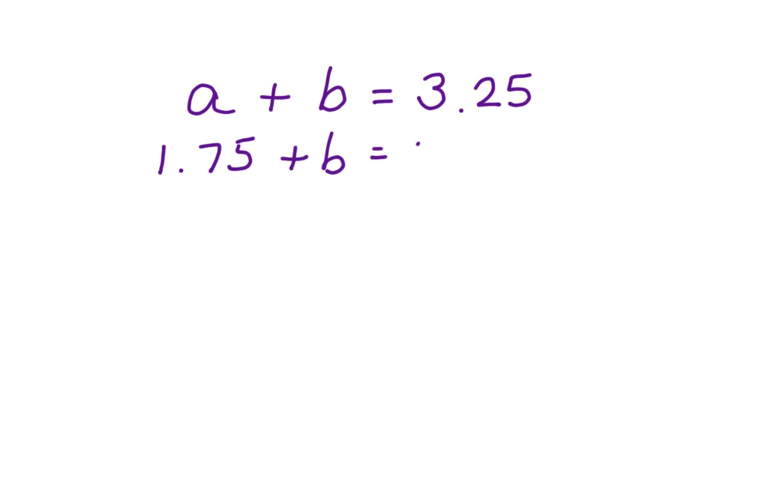 a + b = 3.25
1.75 + b =